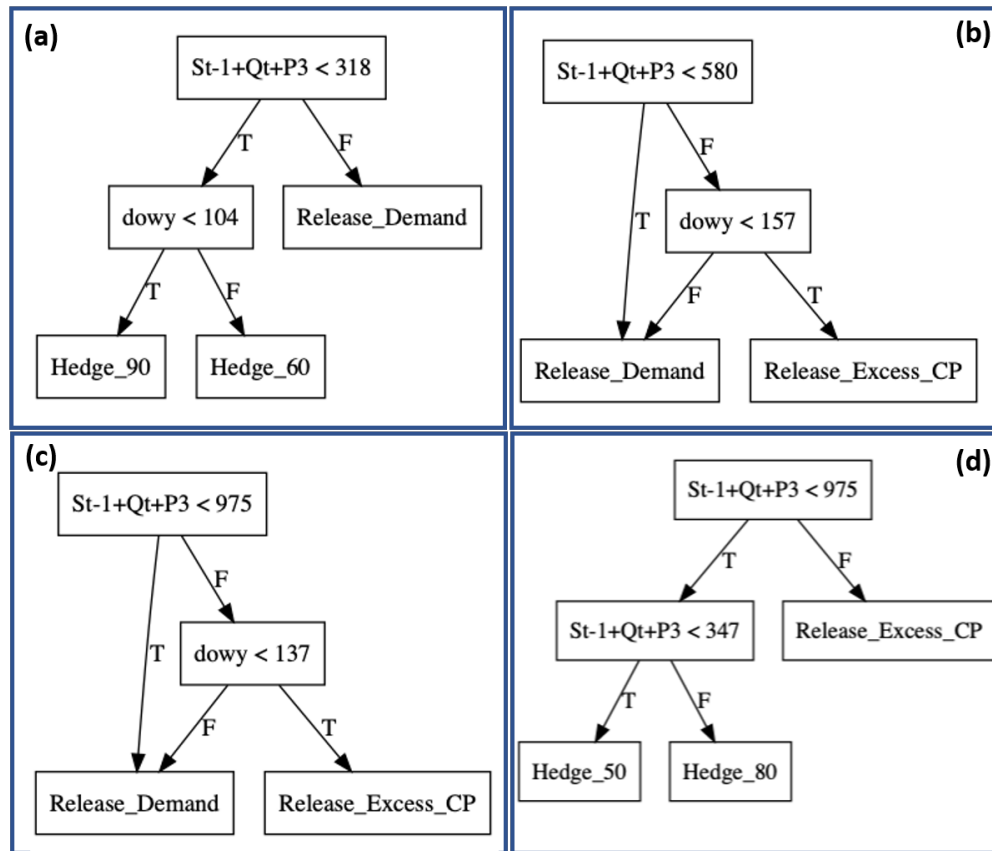 (a)
St-1+Qt+P3 < 318
T
F
dowy < 104
Release_Demand
T
F
Hedge_90
Hedge_60
(b)
St-1+Qt+P3 < 580
F
T
dowy < 157
F
T
Release_Demand
Release_Excess_CP
(c)
St-1+Qt+P3 < 975
F
T
dowy < 137
F
T
Release_Demand
Release_Excess_CP
(d)
St-1+Qt+P3 < 975
T
F
St-1+Qt+P3 < 347
Release_Excess_CP
T
F
Hedge_50
Hedge_80